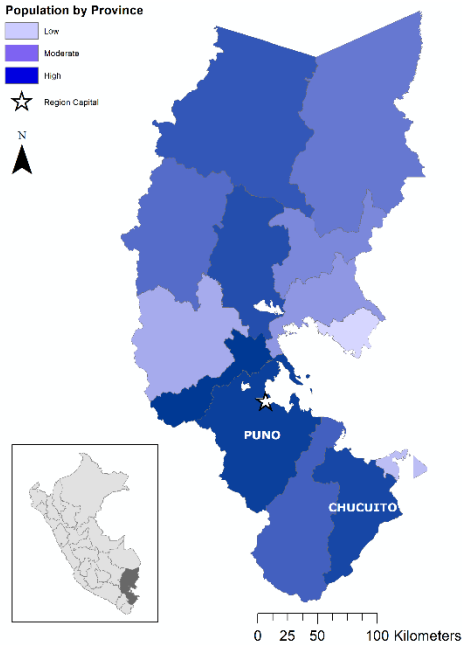 Population by Province
Low
Moderate
High
Region Capital
N
PUNO
CHUCUITO
0 25 50 100 Kilometers